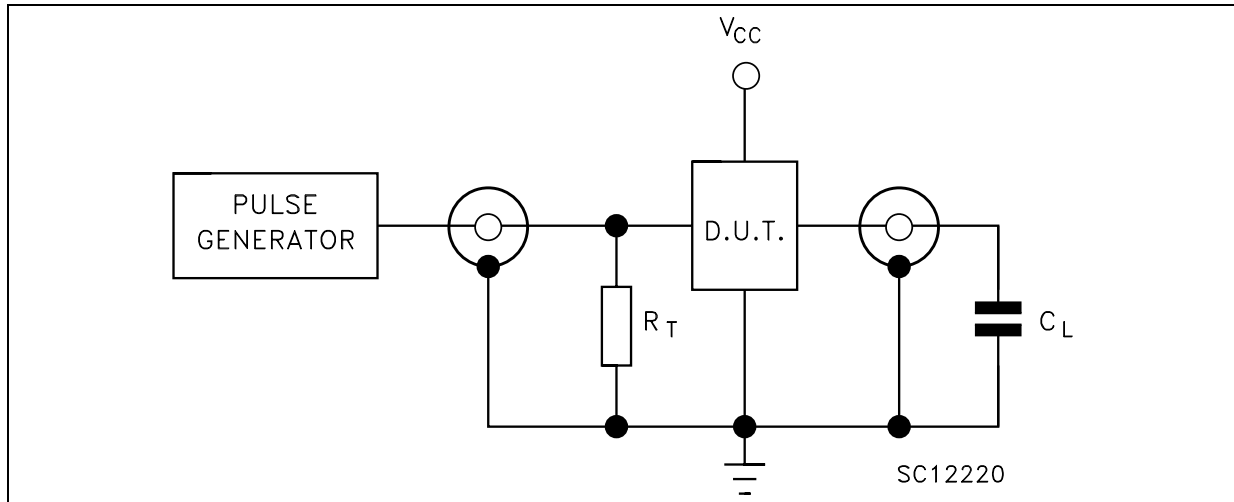 VCC
PULSE
GENERATOR
D.U.T.
RT
CL
SC12220